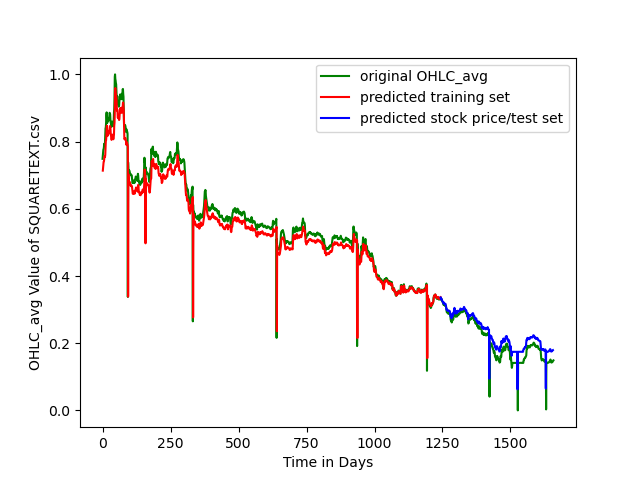 original OHLC_avg
predicted training set
predicted stock price/test set
OHLC_avg Value of SQUARETEXT.csv
1.0
0.8
0.6
0.4
0.2
0.0
0 250 500 750 1000 1250 1500
Time in Days